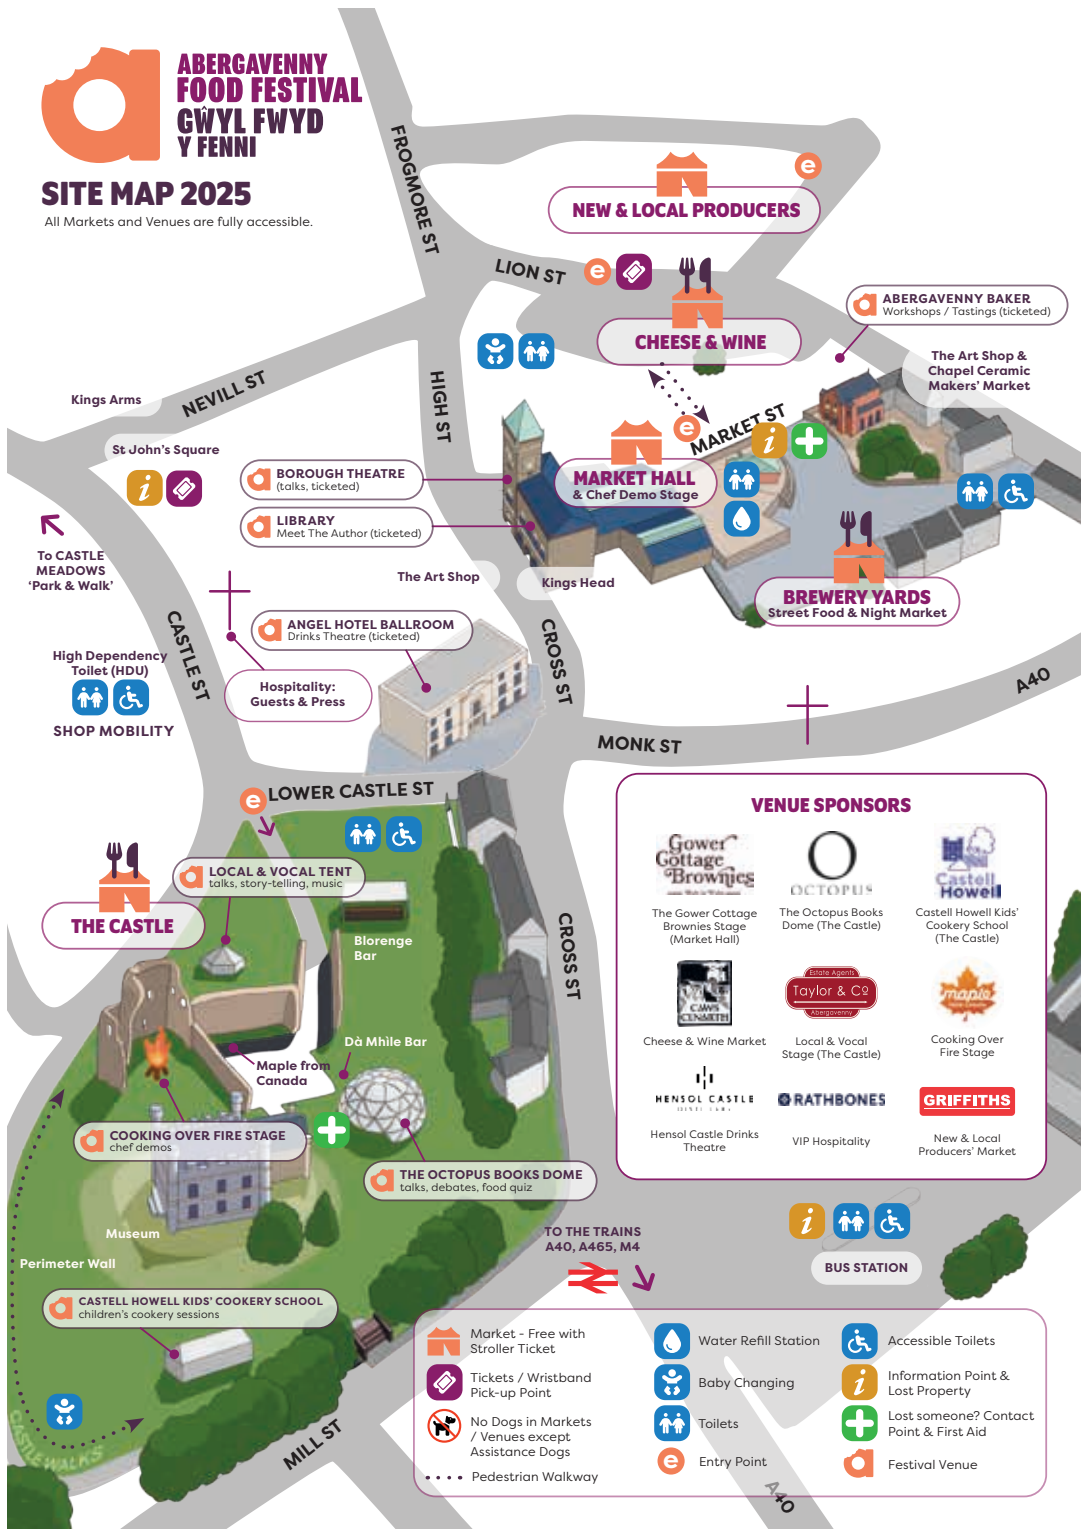 ABERGAVENNY
FOOD FESTIVAL
GŴYL FWYD
Y FENNI
SITE MAP 2025
All Markets and Venues are fully accessible.
FROGMORE ST
e
NEW & LOCAL PRODUCERS
LION ST
e
CHEESE & WINE
ABERGAVENNY BAKER
Workshops / Tastings (ticketed)
The Art Shop &
Chapel Ceramic
Makers' Market
Kings Arms
NEVILL ST
HIGH ST
St John's Square
i
e
MARKET ST
i
BOROUGH THEATRE
(talks, ticketed)
MARKET HALL
& Chef Demo Stage
LIBRARY
Meet The Author (ticketed)
To CASTLE
MEADOWS
'Park & Walk'
The Art Shop
Kings Head
BREWERY YARDS
Street Food & Night Market
CASTLE ST
ANGEL HOTEL BALLROOM
Drinks Theatre (ticketed)
CROSS ST
High Dependency
Toilet (HDU)
Hospitality:
Guests & Press
SHOP MOBILITY
A40
MONK ST
e
LOWER CASTLE ST
LOCAL & VOCAL TENT
talks, story-telling, music
THE CASTLE
Blorenge
Bar
CROSS ST
Dà Mhìle Bar
Maple from
Canada
COOKING OVER FIRE STAGE
chef demos
THE OCTOPUS BOOKS DOME
talks, debates, food quiz
Museum
Perimeter Wall
CASTELL HOWELL KIDS' COOKERY SCHOOL
children's cookery sessions
CASTLE WALKS
MILL ST
VENUE SPONSORS
Gower
Cottage
Brownies
OCTOPUS
Castell
Howell
The Gower Cottage
Brownies Stage
(Market Hall)
The Octopus Books
Dome (The Castle)
Castell Howell Kids'
Cookery School
(The Castle)
CAWS
CENARTH
Estate Agents
Taylor & Co
Abergavenny
maple
Cheese & Wine Market
Local & Vocal
Stage (The Castle)
Cooking Over
Fire Stage
HENSOL CASTLE
RATHBONES
GRIFFITHS
Hensol Castle Drinks
Theatre
VIP Hospitality
New & Local
Producers' Market
TO THE TRAINS
A40, A465, M4
i
BUS STATION
Market - Free with
Stroller Ticket
Tickets / Wristband
Pick-up Point
No Dogs in Markets
/ Venues except
Assistance Dogs
Pedestrian Walkway
Water Refill Station
Baby Changing
Toilets
e
Entry Point
Accessible Toilets
i
Information Point &
Lost Property
Lost someone? Contact
Point & First Aid
Festival Venue
A40